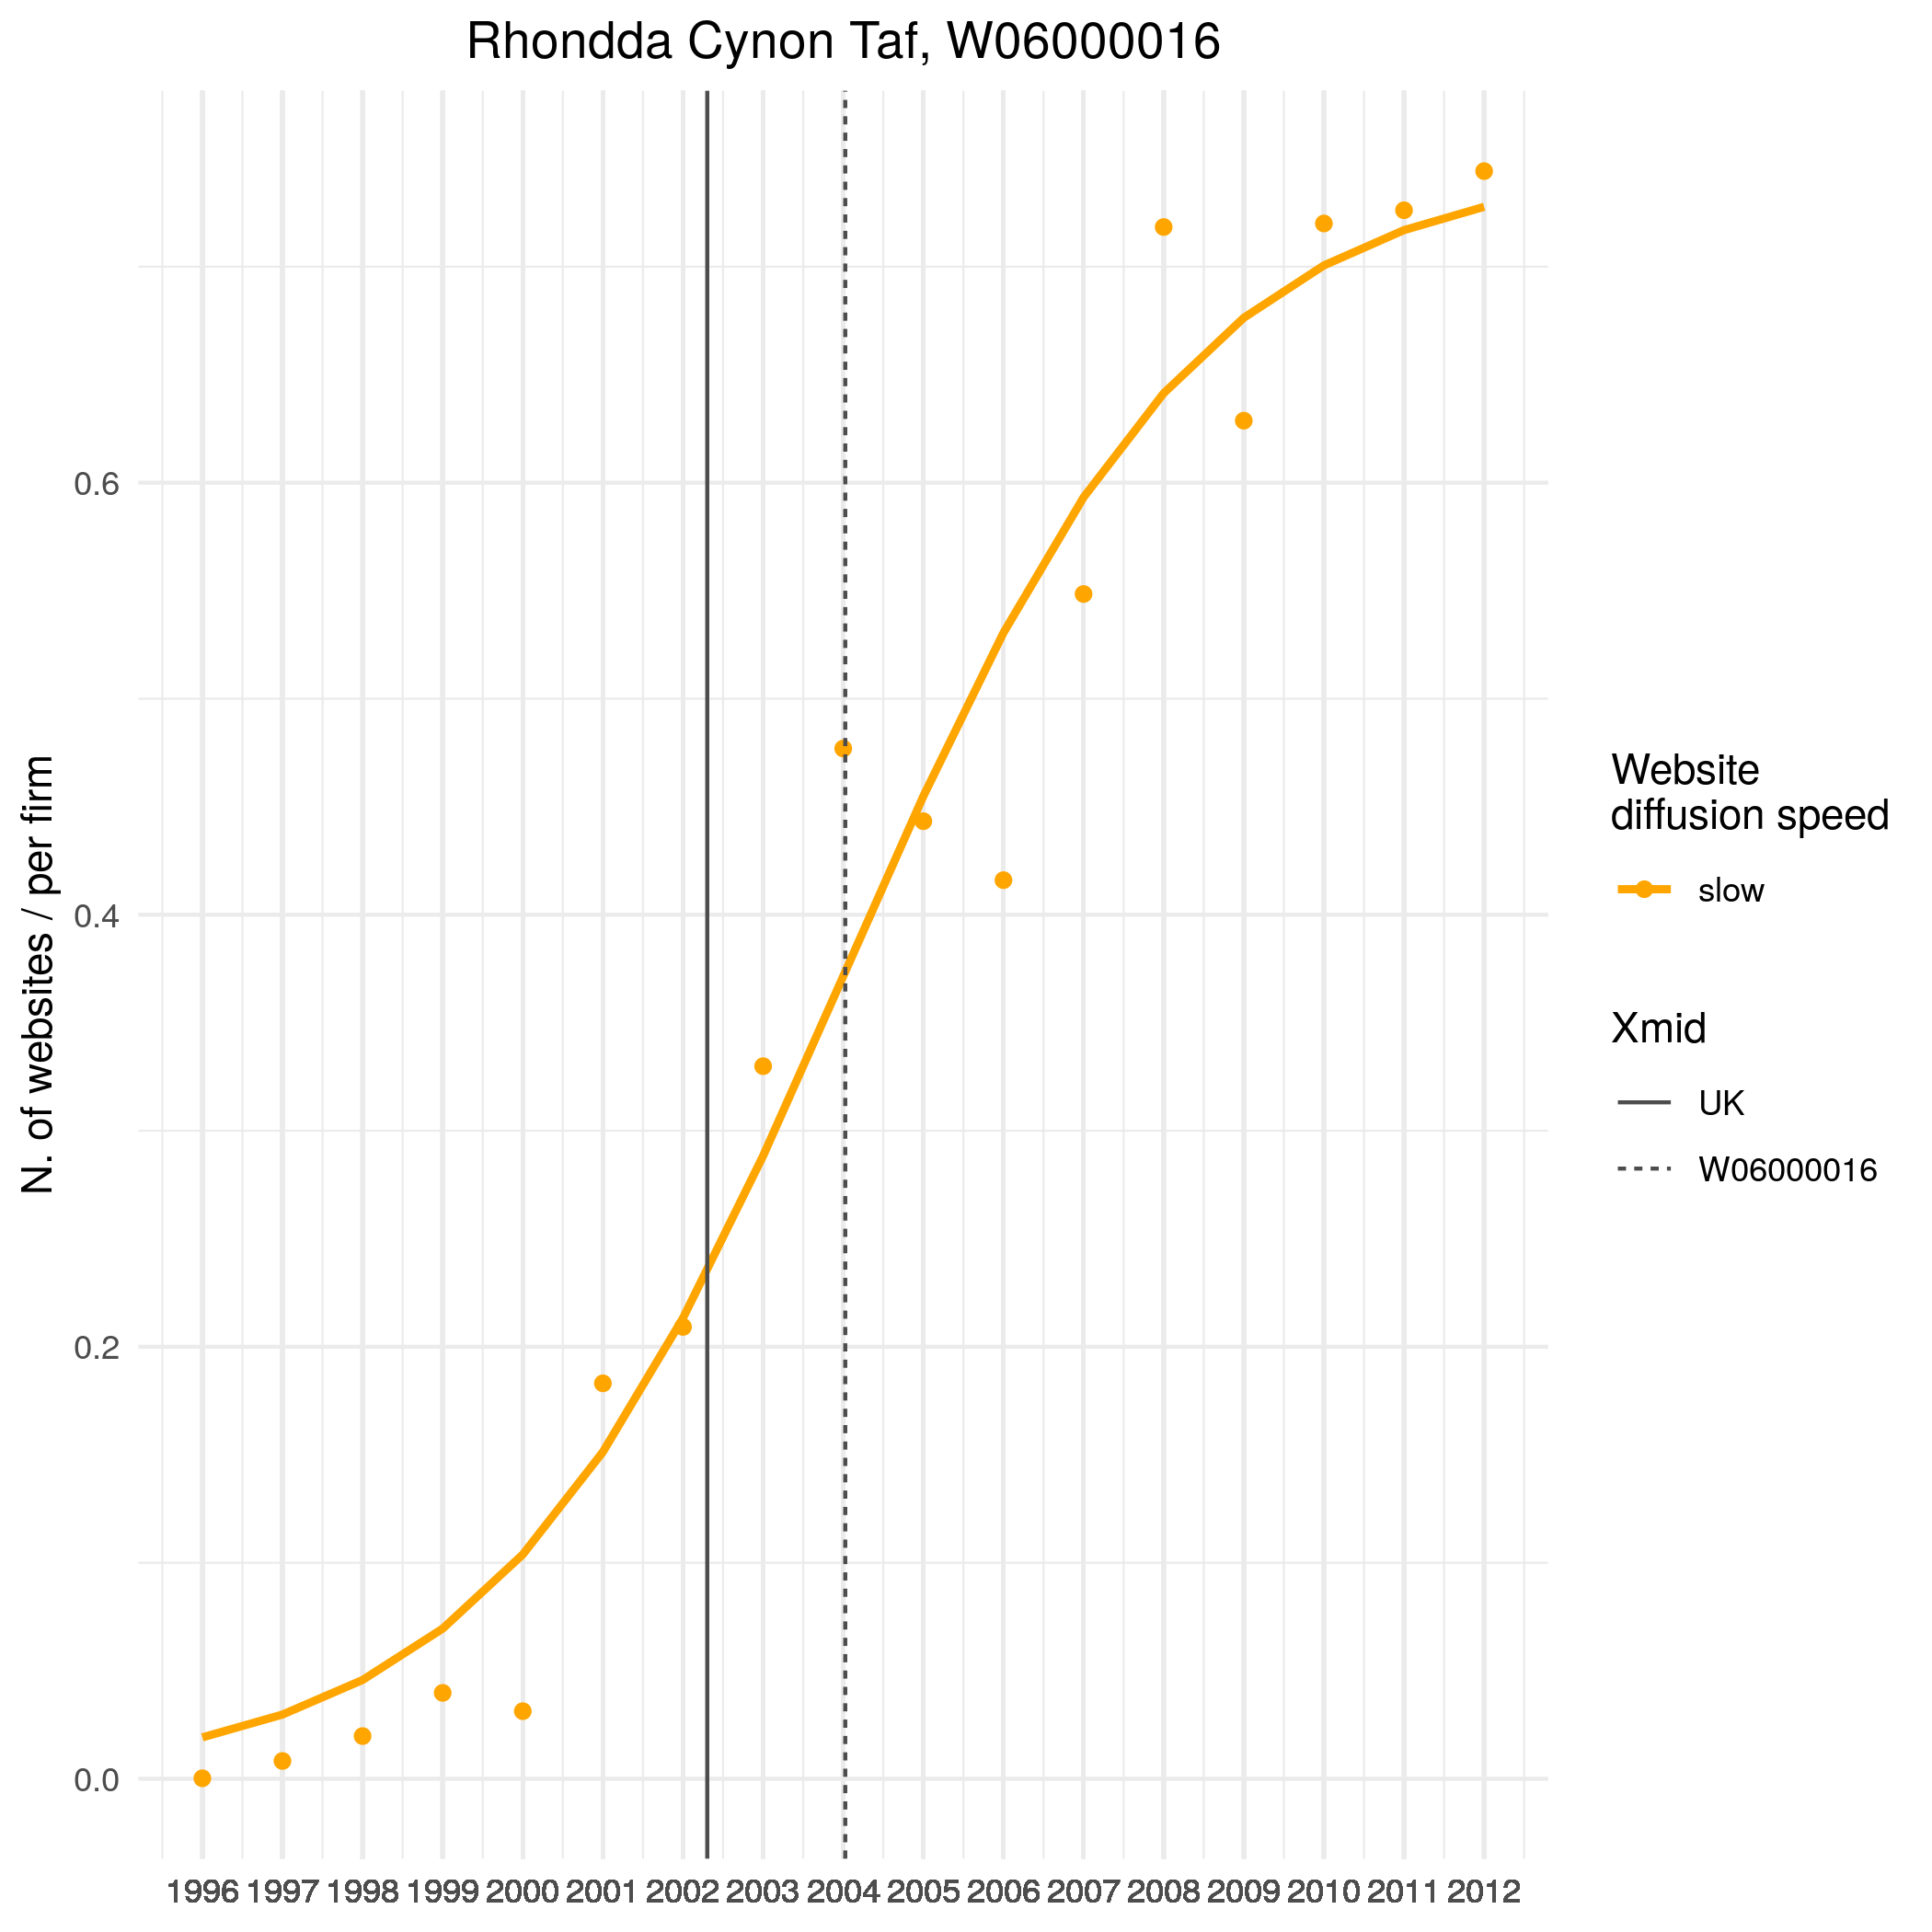 Rhondda Cynon Taf, W06000016
N. of websites / per firm
0.6
0.4
0.2
0.0
1996 1997 1998 1999 2000 2001 2002 2003 2004 2005 2006 2007 2008 2009 2010 2011 2012
Website
diffusion speed
slow
Xmid
UK
W06000016